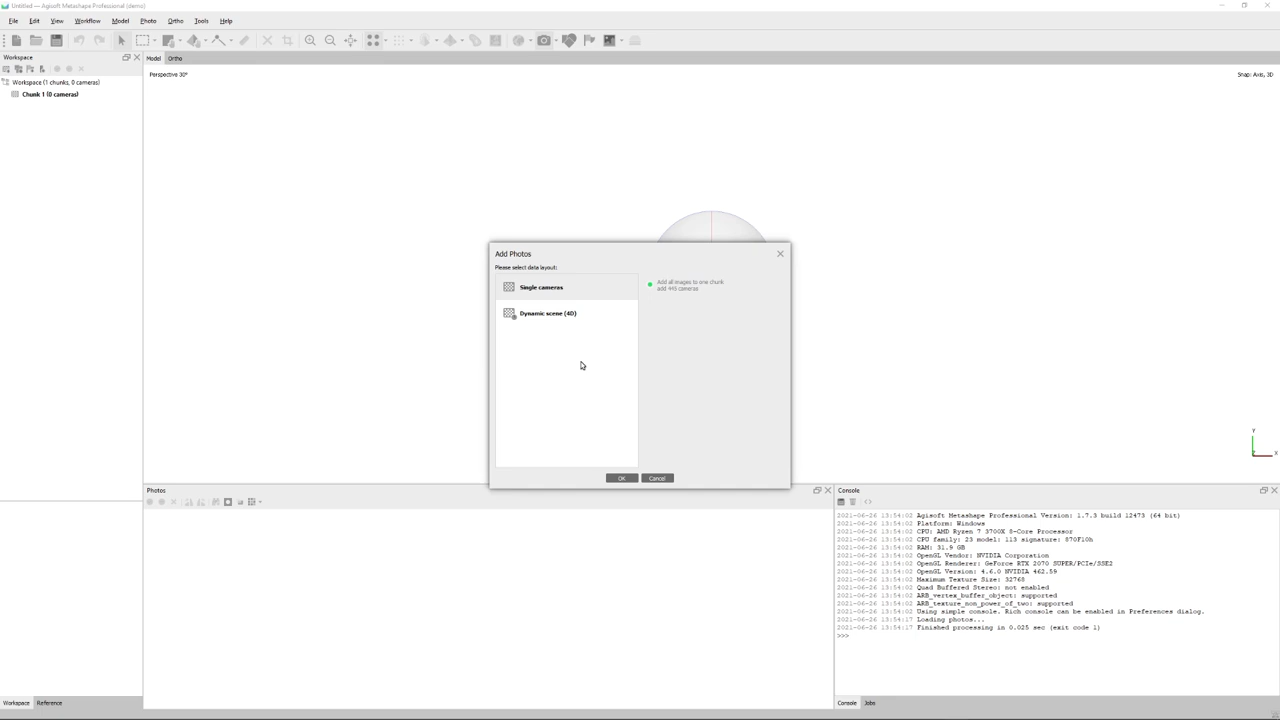 Untitled — Agisoft Metashape Professional (demo)
File Edit View Workflow Model Photo Ortho Tools Help
Workspace
Workspace (1 chunks, 0 cameras)
Chunk 1 (0 cameras)
Model Ortho
Perspective 30°
Snap: Axis, 3D
Add Photos
Please select data layout:
Single cameras
Dynamic scene (4D)
Add all images to one chunk
add 445 cameras
OK Cancel
Y
X
Photos
Console
2021-06-26 13:54:02 Agisoft Metashape Professional Version: 1.7.3 build 12473 (64 bit)
2021-06-26 13:54:02 Platform: Windows
2021-06-26 13:54:02 CPU: AMD Ryzen 7 3700X 8-Core Processor
2021-06-26 13:54:02 CPU family: 23 model: 113 signature: 870F10h
2021-06-26 13:54:02 RAM: 31.9 GB
2021-06-26 13:54:02 OpenGL Vendor: NVIDIA Corporation
2021-06-26 13:54:02 OpenGL Renderer: GeForce RTX 2070 SUPER/PCIe/SSE2
2021-06-26 13:54:02 OpenGL Version: 4.6.0 NVIDIA 462.59
2021-06-26 13:54:02 Maximum Texture Size: 32768
2021-06-26 13:54:02 Quad Buffered Stereo: not enabled
2021-06-26 13:54:02 ARB_vertex_buffer_object: supported
2021-06-26 13:54:02 ARB_texture_non_power_of_two: supported
2021-06-26 13:54:02 Using simple console. Rich console can be enabled in Preferences dialog.
2021-06-26 13:54:17 Loading photos...
2021-06-26 13:54:17 Finished processing in 0.025 sec (exit code 1)
>>>
Workspace Reference
Console Jobs